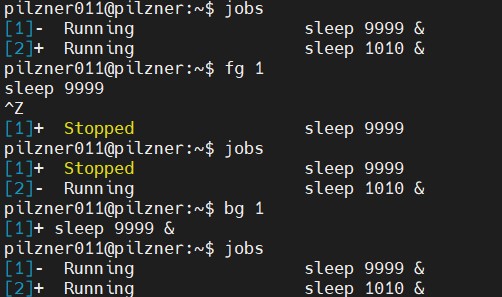 pilzner011@pilzner:~$ jobs
[1]-  Running                 sleep 9999 &
[2]+  Running                 sleep 1010 &
pilzner011@pilzner:~$ fg 1
sleep 9999
^Z
[1]+  Stopped                 sleep 9999
pilzner011@pilzner:~$ jobs
[1]+  Stopped                 sleep 9999
[2]-  Running                 sleep 1010 &
pilzner011@pilzner:~$ bg 1
[1]+ sleep 9999 &
pilzner011@pilzner:~$ jobs
[1]-  Running                 sleep 9999 &
[2]+  Running                 sleep 1010 &